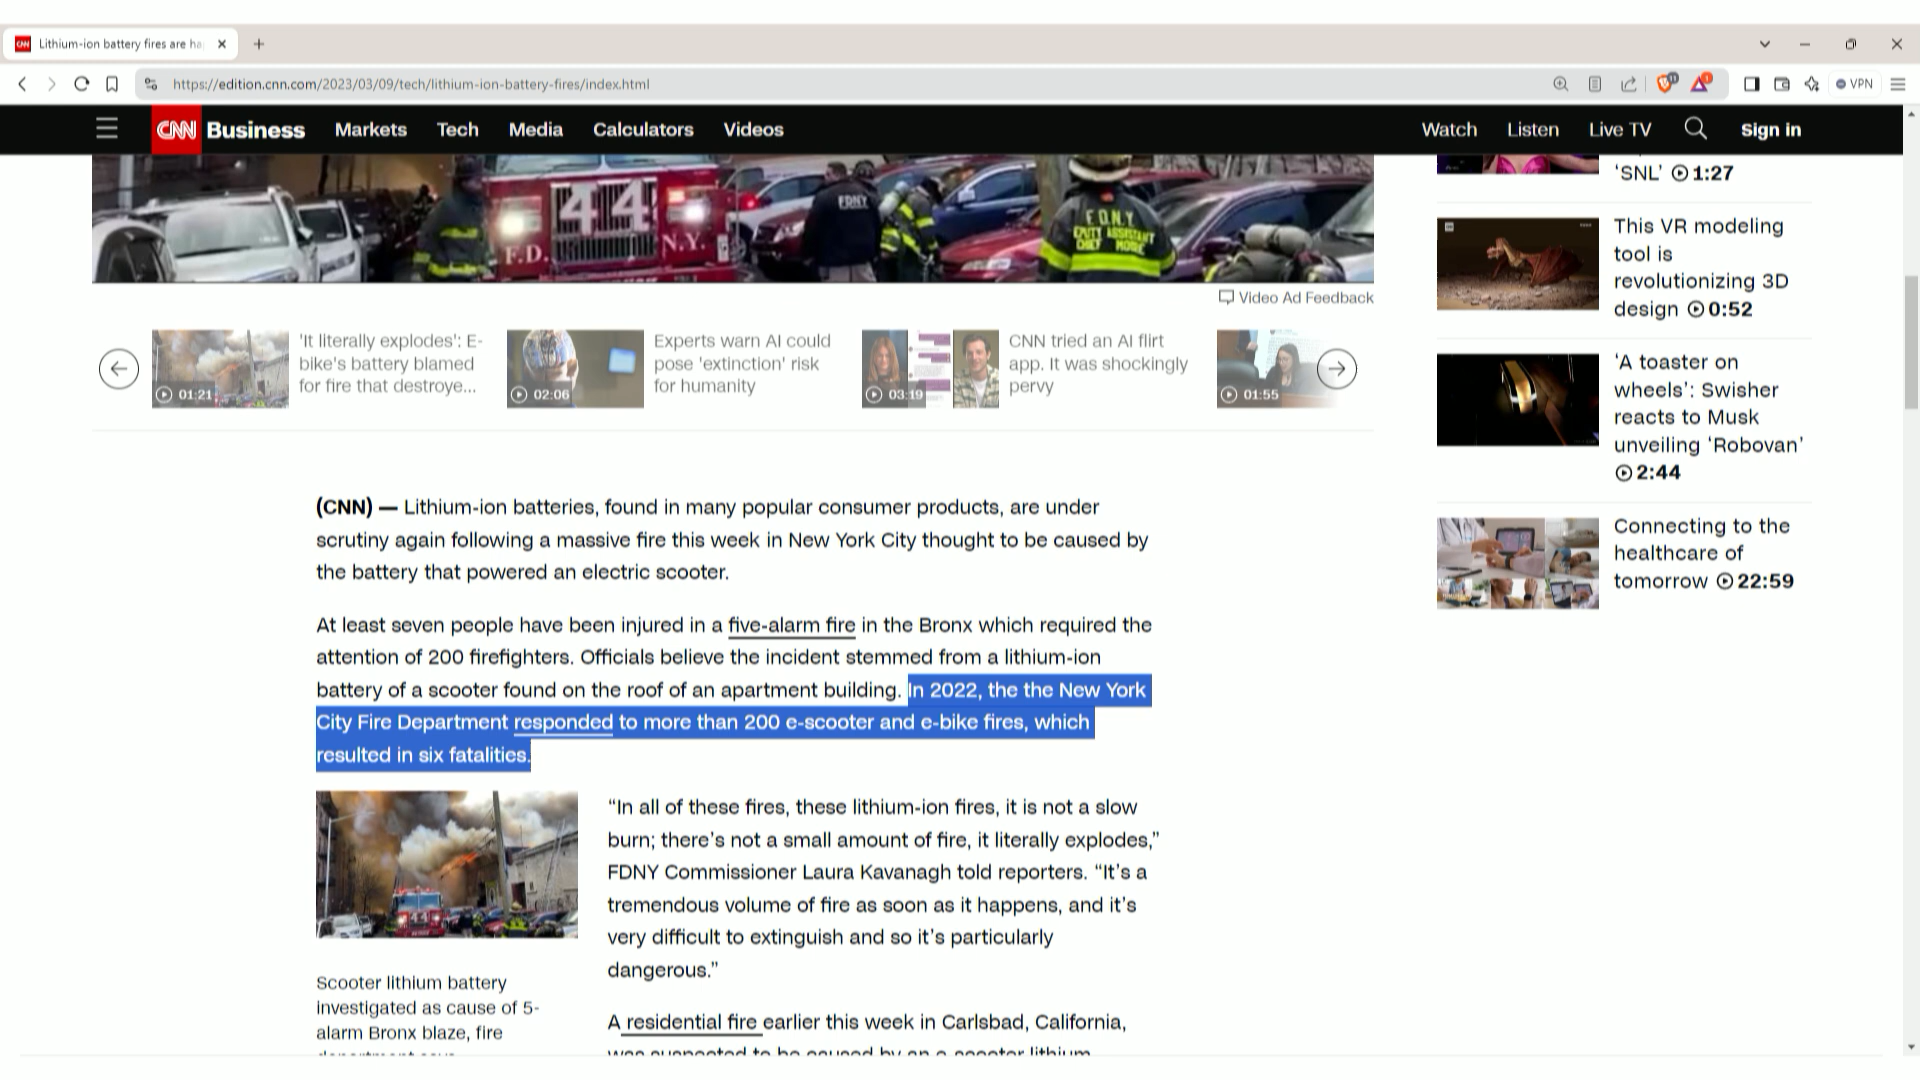 Lithium-ion battery fires are ha
https://edition.cnn.com/2023/03/09/tech/lithium-ion-battery-fires/index.html
VPN
CNN Business
Markets
Tech
Media
Calculators
Videos
Watch
Listen
Live TV
Sign in
44
F.D. N.Y.
FDNY
F.D.N.Y.
Video Ad Feedback
01:21
'It literally explodes': E-
bike's battery blamed
for fire that destroye...
02:06
Experts warn AI could
pose 'extinction' risk
for humanity
03:19
CNN tried an AI flirt
app. It was shockingly
pervy
01:55
(CNN) — Lithium-ion batteries, found in many popular consumer products, are under
scrutiny again following a massive fire this week in New York City thought to be caused by
the battery that powered an electric scooter.
At least seven people have been injured in a five-alarm fire in the Bronx which required the
attention of 200 firefighters. Officials believe the incident stemmed from a lithium-ion
battery of a scooter found on the roof of an apartment building. In 2022, the the New York
City Fire Department responded to more than 200 e-scooter and e-bike fires, which
resulted in six fatalities.
Scooter lithium battery
investigated as cause of 5-
alarm Bronx blaze, fire
“In all of these fires, these lithium-ion fires, it is not a slow
burn; there’s not a small amount of fire, it literally explodes,”
FDNY Commissioner Laura Kavanagh told reporters. “It’s a
tremendous volume of fire as soon as it happens, and it’s
very difficult to extinguish and so it’s particularly
dangerous.”
A residential fire earlier this week in Carlsbad, California,
was suspected to be caused by an e-scooter lithium
‘SNL’ 1:27
This VR modeling
tool is
revolutionizing 3D
design 0:52
‘A toaster on
wheels’: Swisher
reacts to Musk
unveiling ‘Robovan’
2:44
Connecting to the
healthcare of
tomorrow 22:59